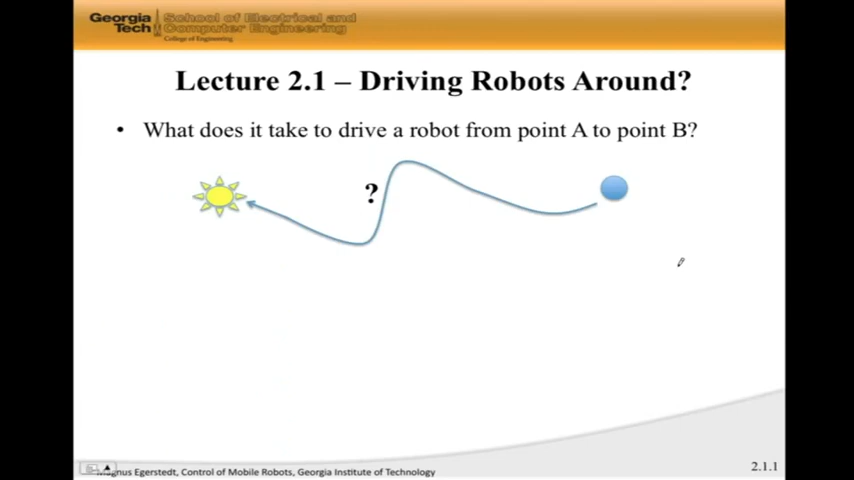 Georgia Tech
School of Electrical and Computer Engineering
College of Engineering
Lecture 2.1 – Driving Robots Around?
• What does it take to drive a robot from point A to point B?
?
Magnus Egerstedt, Control of Mobile Robots, Georgia Institute of Technology
2.1.1